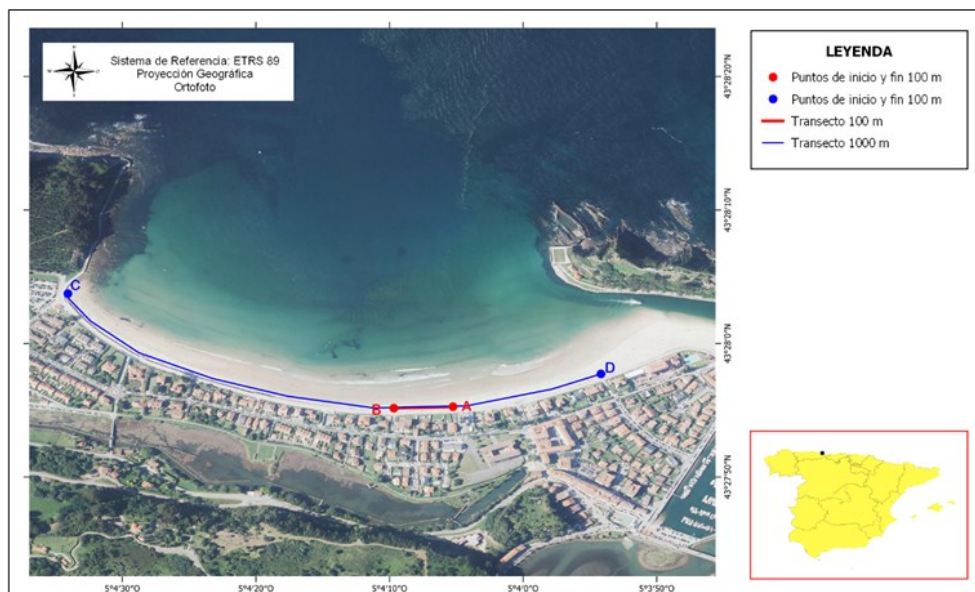 Sistema de Referencia: ETRS 89
Proyección Geográfica
Ortofoto
LEYENDA
Puntos de inicio y fin 100 m
Puntos de inicio y fin 100 m
Transecto 100 m
Transecto 1000 m
C
B
A
D
43°28'20"N
43°28'10"N
43°28'0"N
43°27'50"N
5°4'30"O
5°4'20"O
5°4'10"O
5°4'0"O
5°3'50"O